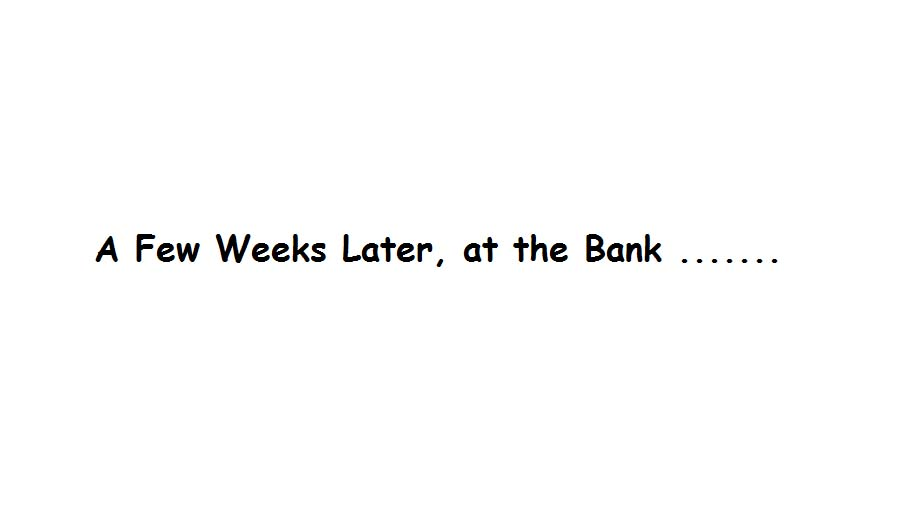 A Few Weeks Later, at the Bank .......